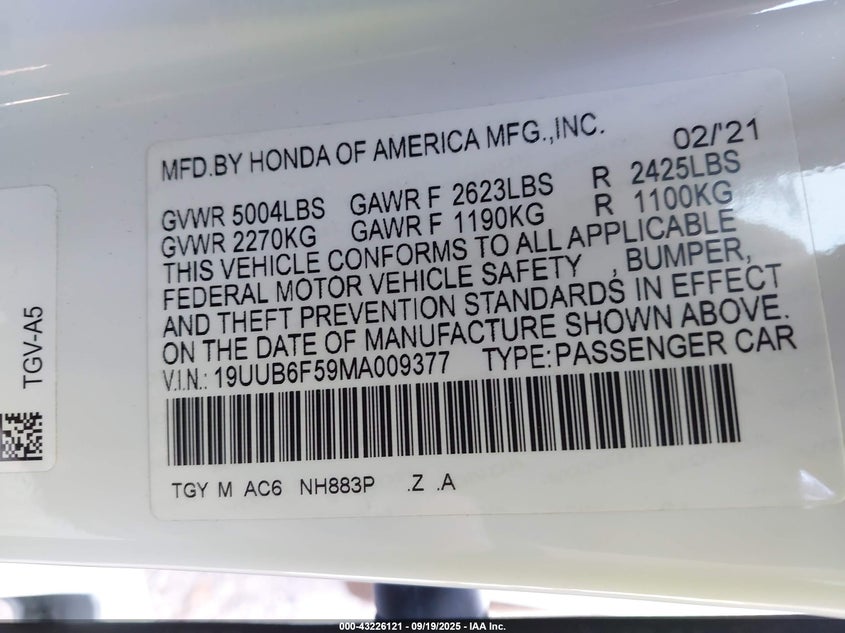 MFD.BY HONDA OF AMERICA MFG.,INC. 02/'21
GVWR 5004LBS GAWR F 2623LBS R 2425LBS
GVWR 2270KG GAWR F 1190KG R 1100KG
THIS VEHICLE CONFORMS TO ALL APPLICABLE
FEDERAL MOTOR VEHICLE SAFETY , BUMPER,
AND THEFT PREVENTION STANDARDS IN EFFECT
ON THE DATE OF MANUFACTURE SHOWN ABOVE.
V.I.N.: 19UUB6F59MA009377 TYPE:PASSENGER CAR
TGY M AC6 NH883P .Z .A
TGV-A5
000-43226121 - 09/19/2025 - IAA Inc.